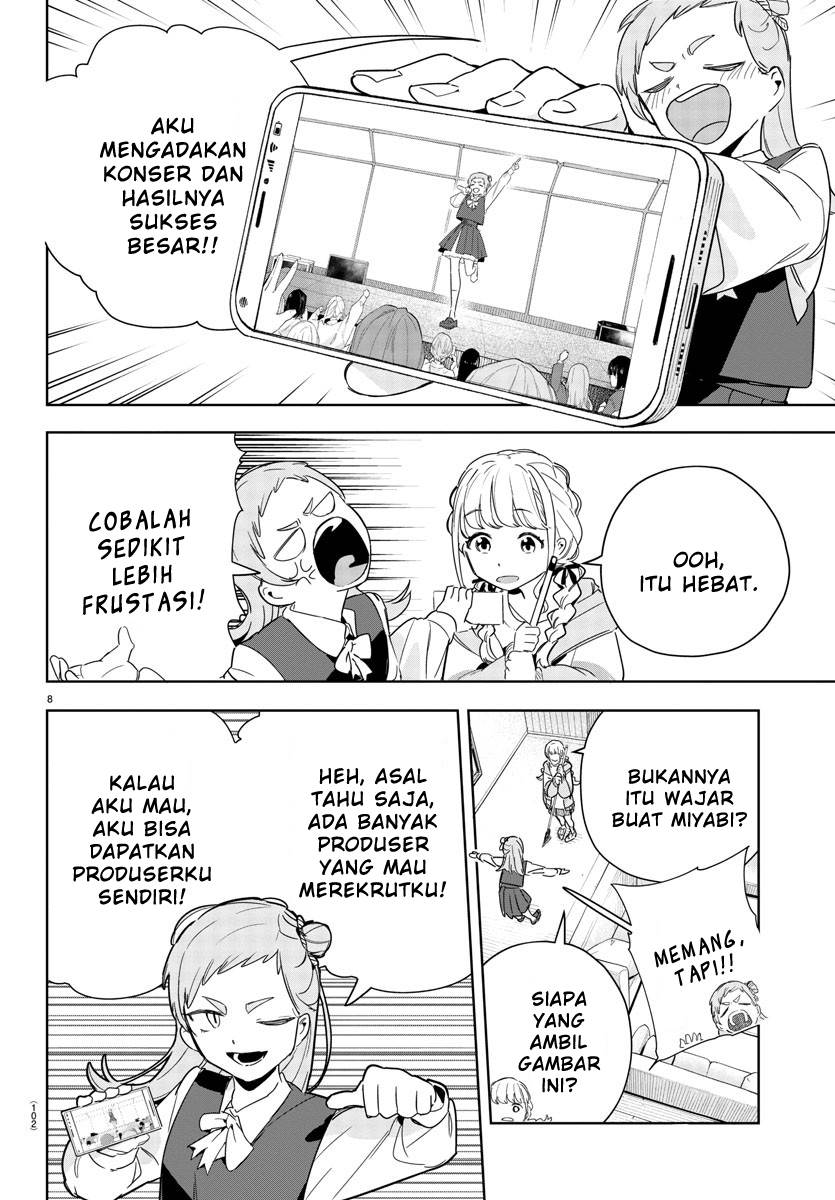 AKU
MENGADAKAN
KONSER DAN
HASILNYA
SUKSES
BESAR!!
OOH,
ITU HEBAT.
COBALAH
SEDIKIT
LEBIH
FRUSTASI!
8
BUKANNYA
ITU WAJAR
BUAT MIYABI?
MEMANG,
TAPI!!
SIAPA
YANG
AMBIL
GAMBAR
INI?
HEH, ASAL
TAHU SAJA,
ADA BANYAK
PRODUSER
YANG MAU
MEREKRUTKU!
KALAU
AKU MAU,
AKU BISA
DAPATKAN
PRODUSERKU
SENDIRI!
(102)